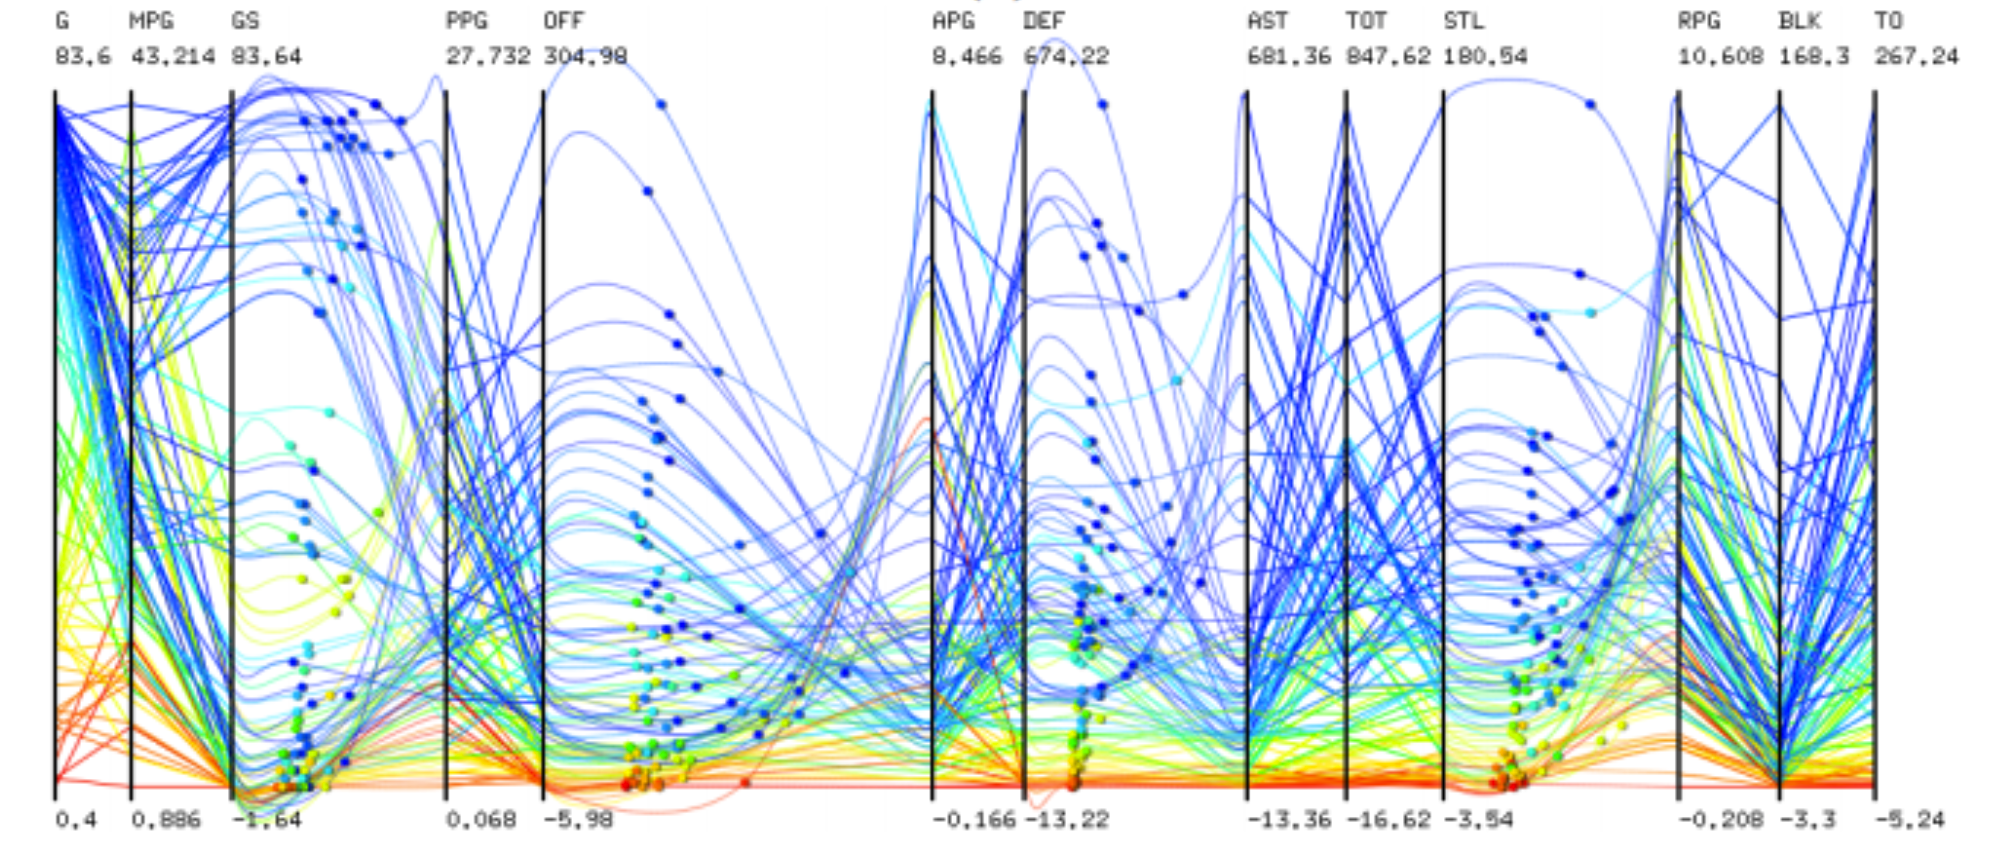 G MPG GS PPG OFF APG DEF AST TOT STL RPG BLK TO
83.6 43.214 83.64 27.732 304.98 8.466 674.22 681.36 847.62 180.54 10.608 168.3 267.24
0.4 0.886 -1.64 0.068 -5.98 -0.166 -13.22 -13.36 -16.62 -3.54 -0.208 -3.3 -5.24